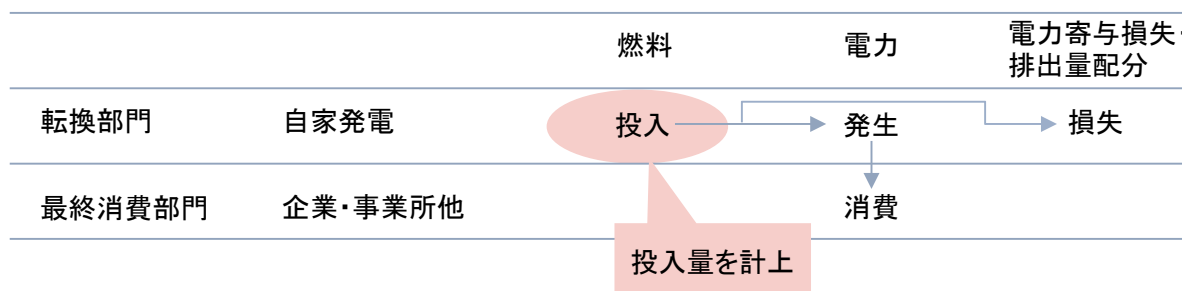 燃料 電力 電力寄与損失・
排出量配分
転換部門 自家発電 投入 発生 損失
最終消費部門 企業・事業所他 消費
投入量を計上